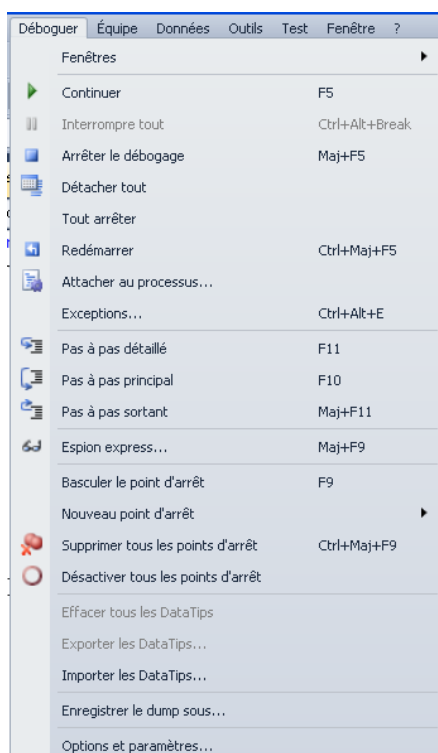 Déboguer Équipe Données Outils Test Fenêtre ?
Fenêtres
Continuer F5
Interrompre tout Ctrl+Alt+Break
Arrêter le débogage Maj+F5
Détacher tout
Tout arrêter
Redémarrer Ctrl+Maj+F5
Attacher au processus...
Exceptions... Ctrl+Alt+E
Pas à pas détaillé F11
Pas à pas principal F10
Pas à pas sortant Maj+F11
Espion express... Maj+F9
Basculer le point d'arrêt F9
Nouveau point d'arrêt
Supprimer tous les points d'arrêt Ctrl+Maj+F9
Désactiver tous les points d'arrêt
Effacer tous les DataTips
Exporter les DataTips...
Importer les DataTips...
Enregistrer le dump sous...
Options et paramètres...